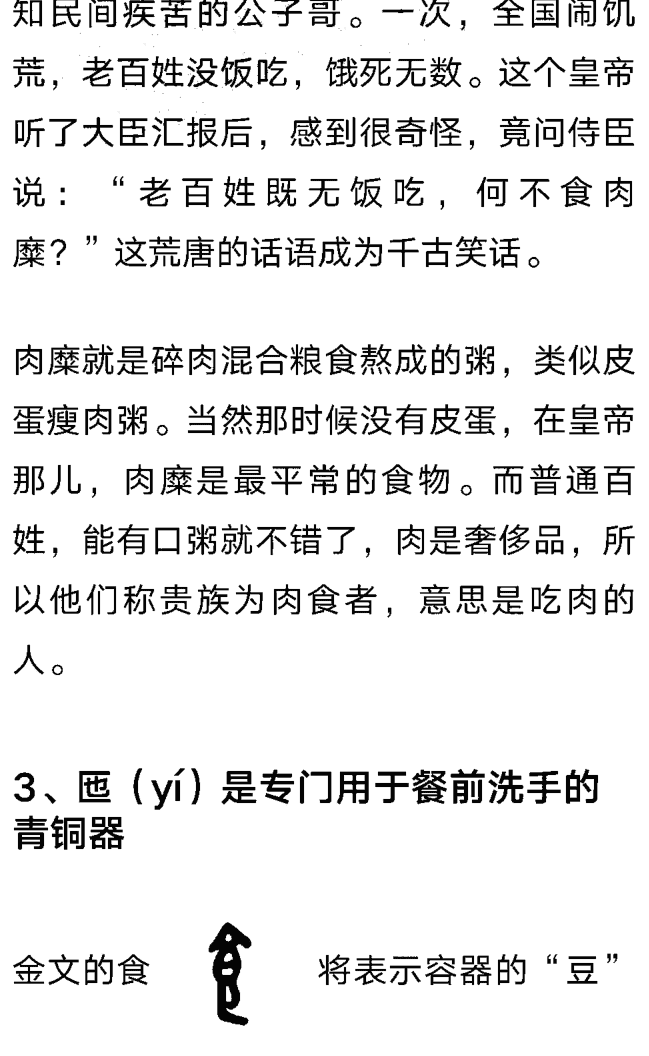 知民间疾苦的公子哥。一次，全国闹饥
荒，老百姓没饭吃，饿死无数。这个皇帝
听了大臣汇报后，感到很奇怪，竟问侍臣
说：“老百姓既无饭吃，何不食肉
糜？”这荒唐的话语成为千古笑话。
肉糜就是碎肉混合粮食熬成的粥，类似皮
蛋瘦肉粥。当然那时候没有皮蛋，在皇帝
那儿，肉糜是最平常的食物。而普通百
姓，能有口粥就不错了，肉是奢侈品，所
以他们称贵族为肉食者，意思是吃肉的
人。
3、匜（yí）是专门用于餐前洗手的
青铜器
金文的食 将表示容器的“豆”